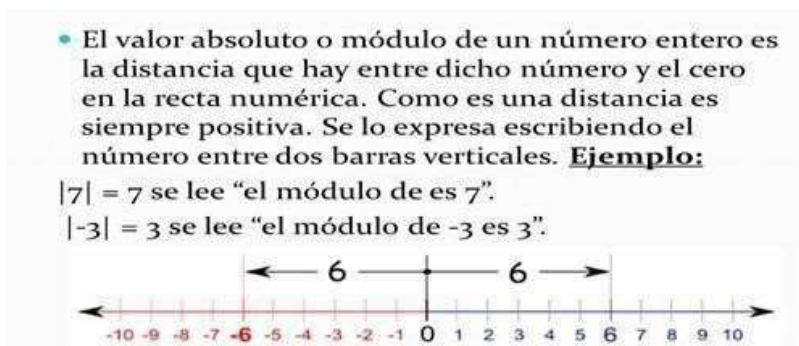 • El valor absoluto o módulo de un número entero es
la distancia que hay entre dicho número y el cero
en la recta numérica. Como es una distancia es
siempre positiva. Se lo expresa escribiendo el
número entre dos barras verticales. Ejemplo:
|7| = 7 se lee “el módulo de es 7”.
|-3| = 3 se lee “el módulo de -3 es 3”.
6 6
-10 -9 -8 -7 -6 -5 -4 -3 -2 -1 0 1 2 3 4 5 6 7 8 9 10